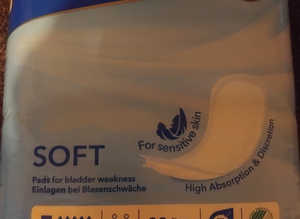 For sensitive skin
SOFT
Pads for bladder weakness
Einlagen bei Blasenschwäche
High Absorption & Discretion